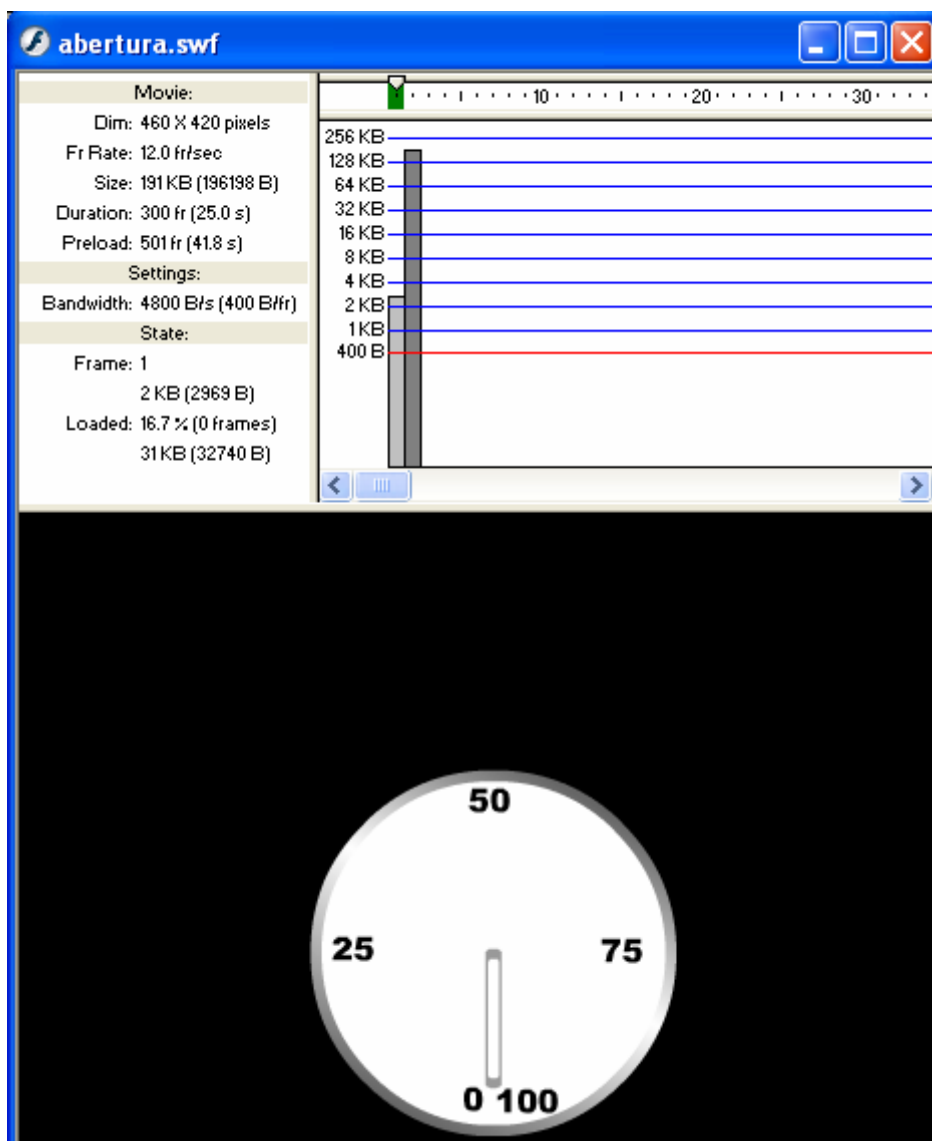 abertura.swf
Movie:
Dim: 460 X 420 pixels
Fr Rate: 12.0 fr/sec
Size: 191 KB (196198 B)
Duration: 300 fr (25.0 s)
Preload: 501 fr (41.8 s)
Settings:
Bandwidth: 4800 B/s (400 B/fr)
State:
Frame: 1
2 KB (2969 B)
Loaded: 16.7 % (0 frames)
31 KB (32740 B)
10 20 30
256 KB
128 KB
64 KB
32 KB
16 KB
8 KB
4 KB
2 KB
1 KB
400 B
50
25 75
0 100